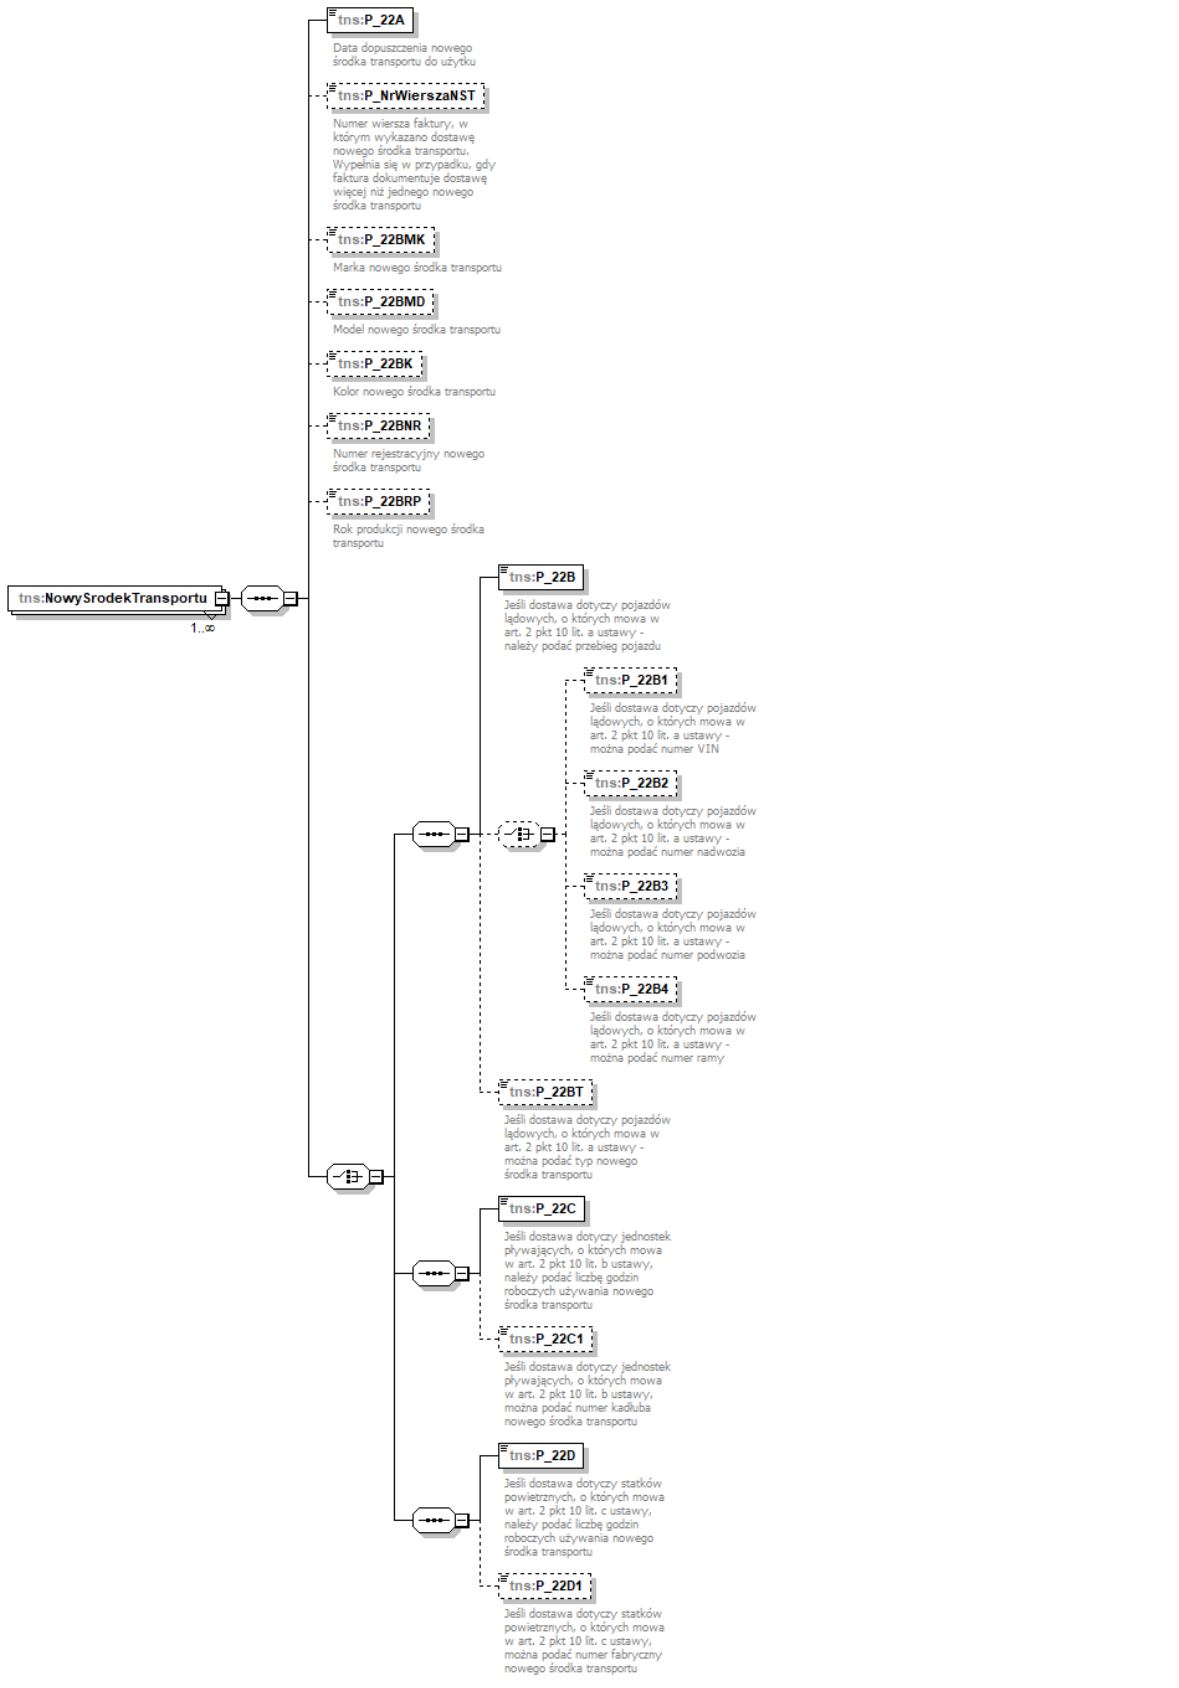 tns:P_22A
Data dopuszczenia nowego
środka transportu do użytku
tns:P_NrWierszaNST
Numer wiersza faktury, w
którym wykazano dostawę
nowego środka transportu.
Wypełnia się w przypadku, gdy
faktura dokumentuje dostawę
więcej niż jednego nowego
środka transportu
tns:P_22BMK
Marka nowego środka transportu
tns:P_22BMD
Model nowego środka transportu
tns:P_22BK
Kolor nowego środka transportu
tns:P_22BNR
Numer rejestracyjny nowego
środka transportu
tns:P_22BRP
Rok produkcji nowego środka
transportu
tns:NowySrodekTransportu
1..∞
tns:P_22B
Jeśli dostawa dotyczy pojazdów
lądowych, o których mowa w
art. 2 pkt 10 lit. a ustawy -
należy podać przebieg pojazdu
tns:P_22B1
Jeśli dostawa dotyczy pojazdów
lądowych, o których mowa w
art. 2 pkt 10 lit. a ustawy -
można podać numer VIN
tns:P_22B2
Jeśli dostawa dotyczy pojazdów
lądowych, o których mowa w
art. 2 pkt 10 lit. a ustawy -
można podać numer nadwozia
tns:P_22B3
Jeśli dostawa dotyczy pojazdów
lądowych, o których mowa w
art. 2 pkt 10 lit. a ustawy -
można podać numer podwozia
tns:P_22B4
Jeśli dostawa dotyczy pojazdów
lądowych, o których mowa w
art. 2 pkt 10 lit. a ustawy -
można podać numer ramy
tns:P_22BT
Jeśli dostawa dotyczy pojazdów
lądowych, o których mowa w
art. 2 pkt 10 lit. a ustawy -
można podać typ nowego
środka transportu
tns:P_22C
Jeśli dostawa dotyczy jednostek
pływających, o których mowa
w art. 2 pkt 10 lit. b ustawy,
należy podać liczbę godzin
roboczych używania nowego
środka transportu
tns:P_22C1
Jeśli dostawa dotyczy jednostek
pływających, o których mowa
w art. 2 pkt 10 lit. b ustawy,
można podać numer kadłuba
nowego środka transportu
tns:P_22D
Jeśli dostawa dotyczy statków
powietrznych, o których mowa
w art. 2 pkt 10 lit. c ustawy,
należy podać liczbę godzin
roboczych używania nowego
środka transportu
tns:P_22D1
Jeśli dostawa dotyczy statków
powietrznych, o których mowa
w art. 2 pkt 10 lit. c ustawy,
można podać numer fabryczny
nowego środka transportu